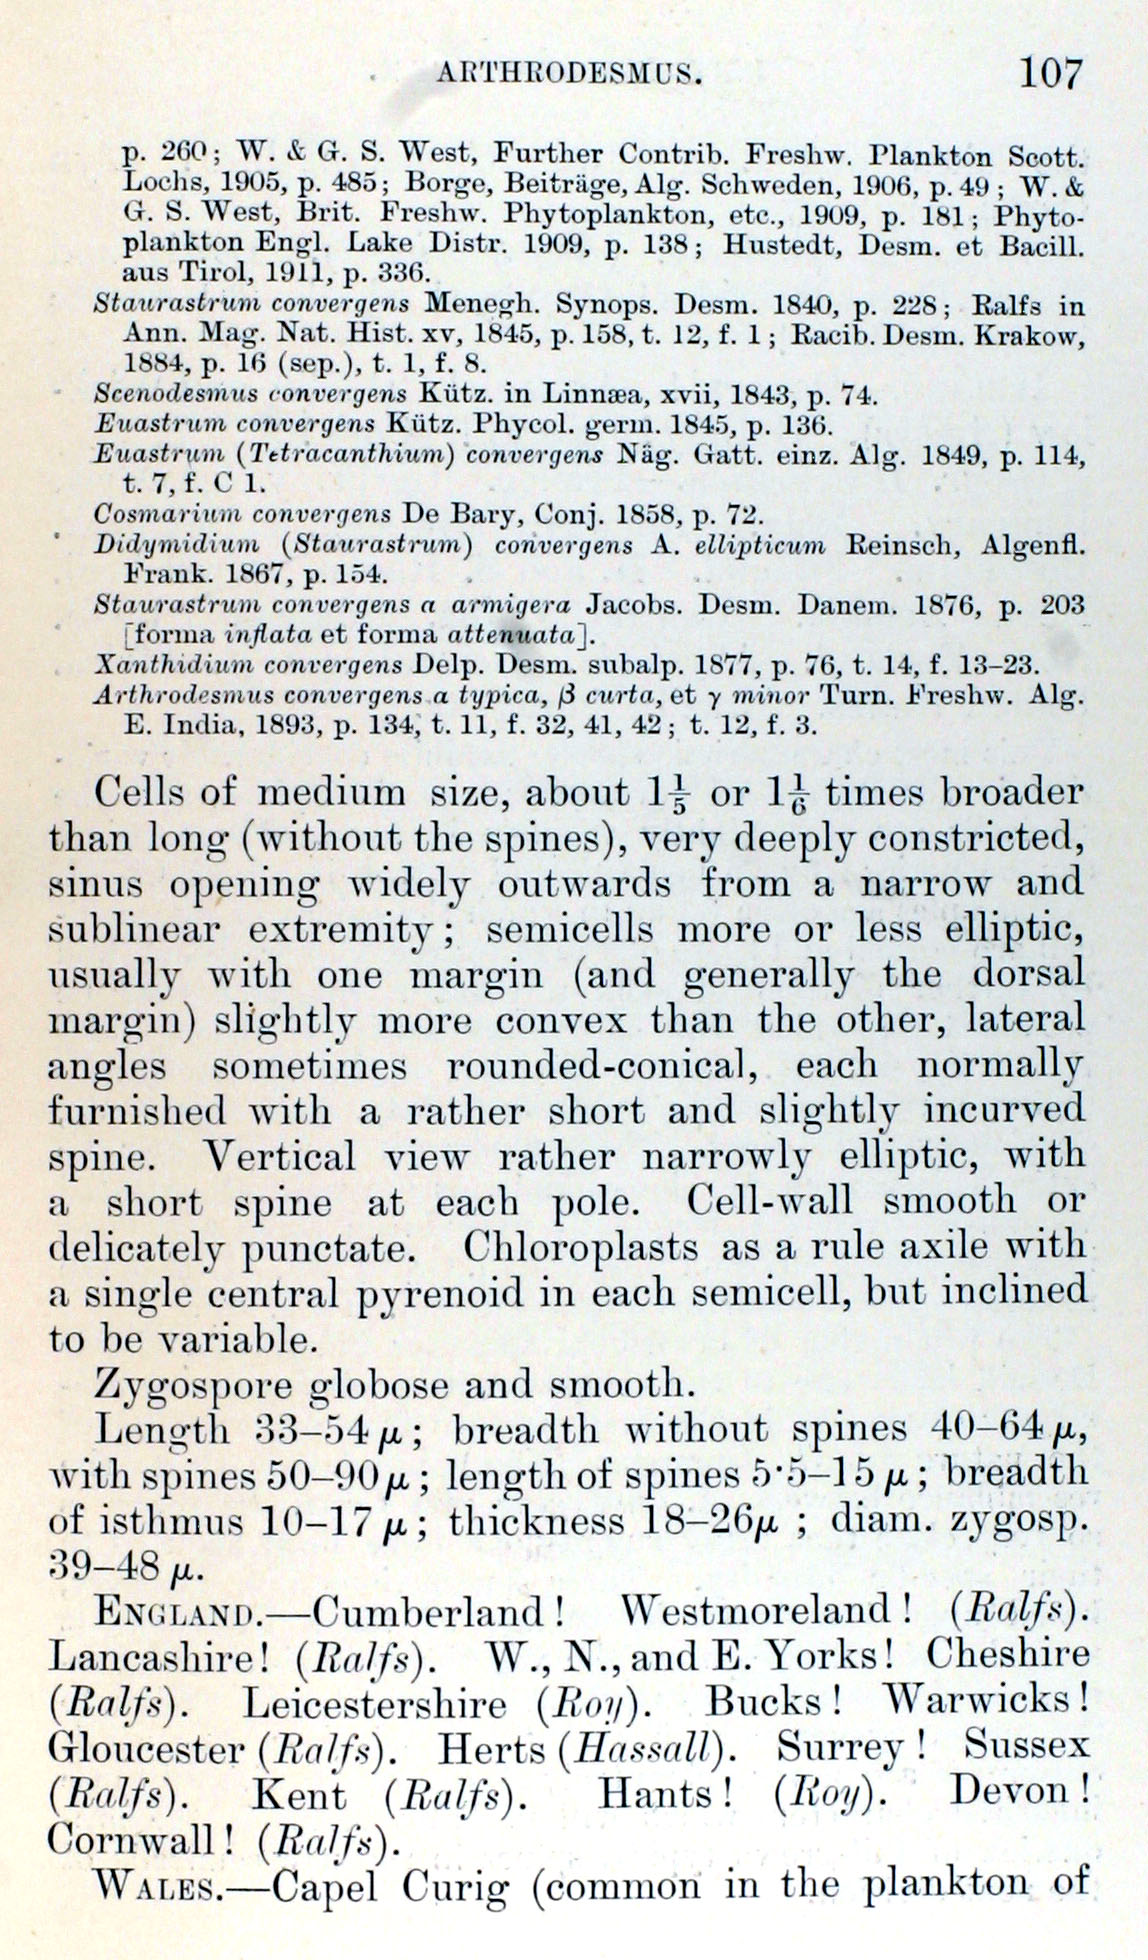 ARTHRODESMUS. 107
p. 260; W. & G. S. West, Further Contrib. Freshw. Plankton Scott.
Lochs, 1905, p. 485; Borge, Beiträge, Alg. Schweden, 1906, p. 49; W. &
G. S. West, Brit. Freshw. Phytoplankton, etc., 1909, p. 181; Phyto-
plankton Engl. Lake Distr. 1909, p. 138; Hustedt, Desm. et Bacill.
aus Tirol, 1911, p. 336.
Staurastrum convergens Menegh. Synops. Desm. 1840, p. 228; Ralfs in
Ann. Mag. Nat. Hist. xv, 1845, p. 158, t. 12, f. 1; Racib. Desm. Krakow,
1884, p. 16 (sep.), t. 1, f. 8.
Scenodesmus convergens Kütz. in Linnæa, xvii, 1843, p. 74.
Euastrum convergens Kütz. Phycol. germ. 1845, p. 136.
Euastrum (Tetracanthium) convergens Näg. Gatt. einz. Alg. 1849, p. 114,
t. 7, f. C 1.
Cosmarium convergens De Bary, Conj. 1858, p. 72.
Didymidium (Staurastrum) convergens A. ellipticum Reinsch, Algenfl.
Frank. 1867, p. 154.
Staurastrum convergens α armigera Jacobs. Desm. Danem. 1876, p. 203
[forma inflata et forma attenuata].
Xanthidium convergens Delp. Desm. subalp. 1877, p. 76, t. 14, f. 13–23.
Arthrodesmus convergens α typica, β curta, et γ minor Turn. Freshw. Alg.
E. India, 1893, p. 134, t. 11, f. 32, 41, 42; t. 12, f. 3.
Cells of medium size, about 1⅕ or 1⅙ times broader
than long (without the spines), very deeply constricted,
sinus opening widely outwards from a narrow and
sublinear extremity; semicells more or less elliptic,
usually with one margin (and generally the dorsal
margin) slightly more convex than the other, lateral
angles sometimes rounded-conical, each normally
furnished with a rather short and slightly incurved
spine. Vertical view rather narrowly elliptic, with
a short spine at each pole. Cell-wall smooth or
delicately punctate. Chloroplasts as a rule axile with
a single central pyrenoid in each semicell, but inclined
to be variable.
Zygospore globose and smooth.
Length 33–54 μ; breadth without spines 40–64 μ,
with spines 50–90 μ; length of spines 5·5–15 μ; breadth
of isthmus 10–17 μ; thickness 18–26μ ; diam. zygosp.
39–48 μ.
ENGLAND.—Cumberland! Westmoreland! (Ralfs).
Lancashire! (Ralfs). W., N., and E. Yorks! Cheshire
(Ralfs). Leicestershire (Roy). Bucks! Warwicks!
Gloucester (Ralfs). Herts (Hassall). Surrey! Sussex
(Ralfs). Kent (Ralfs). Hants! (Roy). Devon!
Cornwall! (Ralfs).
WALES.—Capel Curig (common in the plankton of